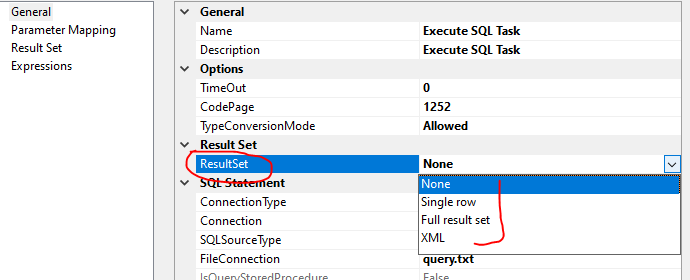 General
Parameter Mapping
Result Set
Expressions
General
Name Execute SQL Task
Description Execute SQL Task
Options
TimeOut 0
CodePage 1252
TypeConversionMode Allowed
Result Set
ResultSet None
None
Single row
Full result set
XML
SQL Statement
ConnectionType
Connection
SQLSourceType
FileConnection query.txt
IsQueryStoredProcedure False